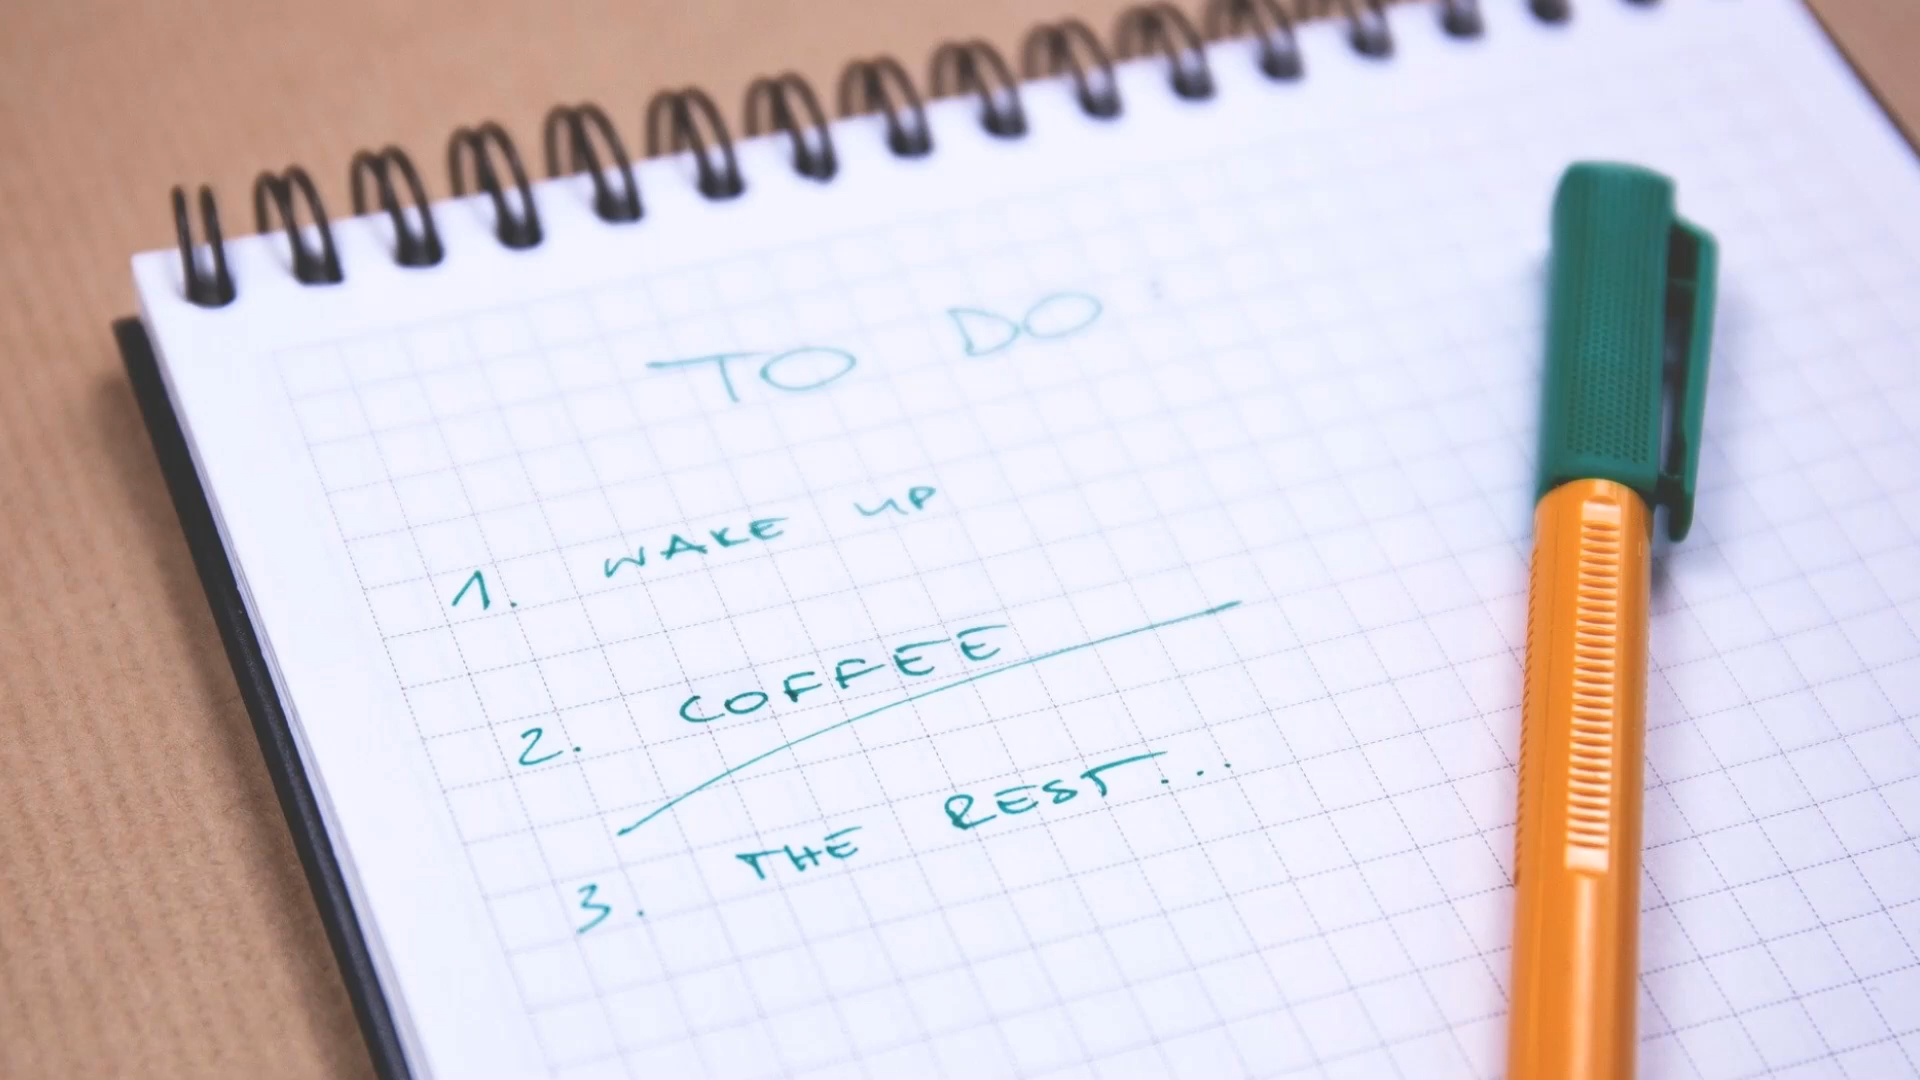 TO DO
1. WAKE UP
2. COFFEE
3. THE REST...